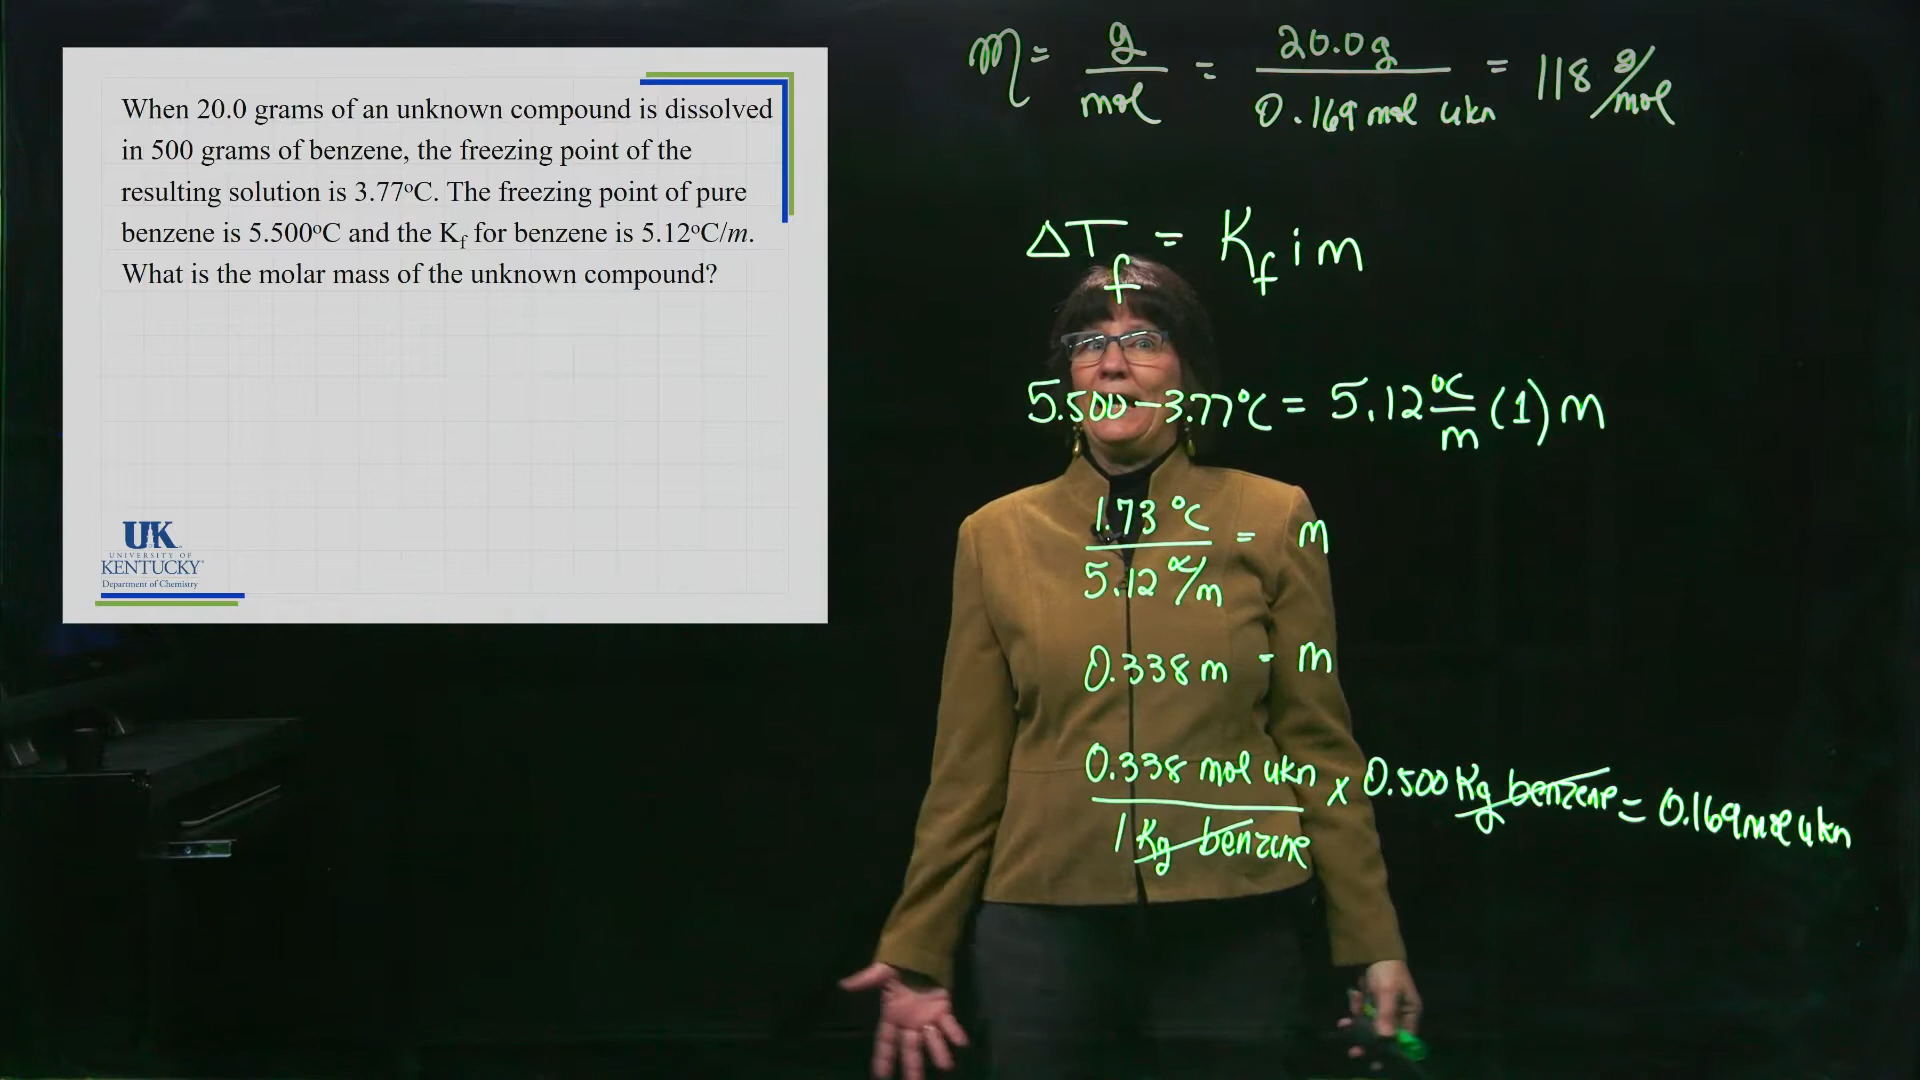 When 20.0 grams of an unknown compound is dissolved
in 500 grams of benzene, the freezing point of the
resulting solution is 3.77°C. The freezing point of pure
benzene is 5.500°C and the Kf for benzene is 5.12°C/m.
What is the molar mass of the unknown compound?
UK
UNIVERSITY OF
KENTUCKY
Department of Chemistry
m = g/mol = 20.0g/0.169 mol ukn = 118 g/mol
ΔTf = Kf i m
5.500 - 3.77°C = 5.12 °C/m (1) m
1.73 °C/5.12 °C/m = m
0.338 m = m
0.338 mol ukn/1 Kg benzene x 0.500 Kg benzene = 0.169 mol ukn